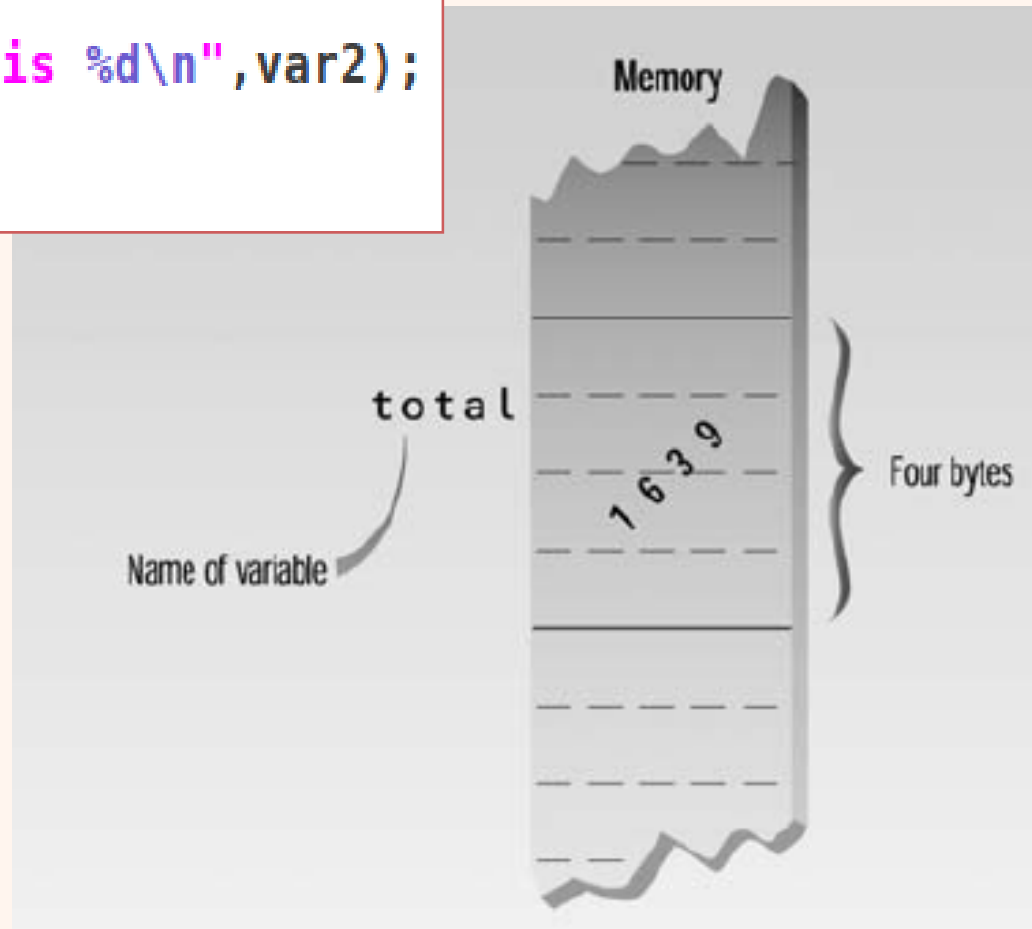 is %d\n",var2);
Memory
total
1639
Four bytes
Name of variable